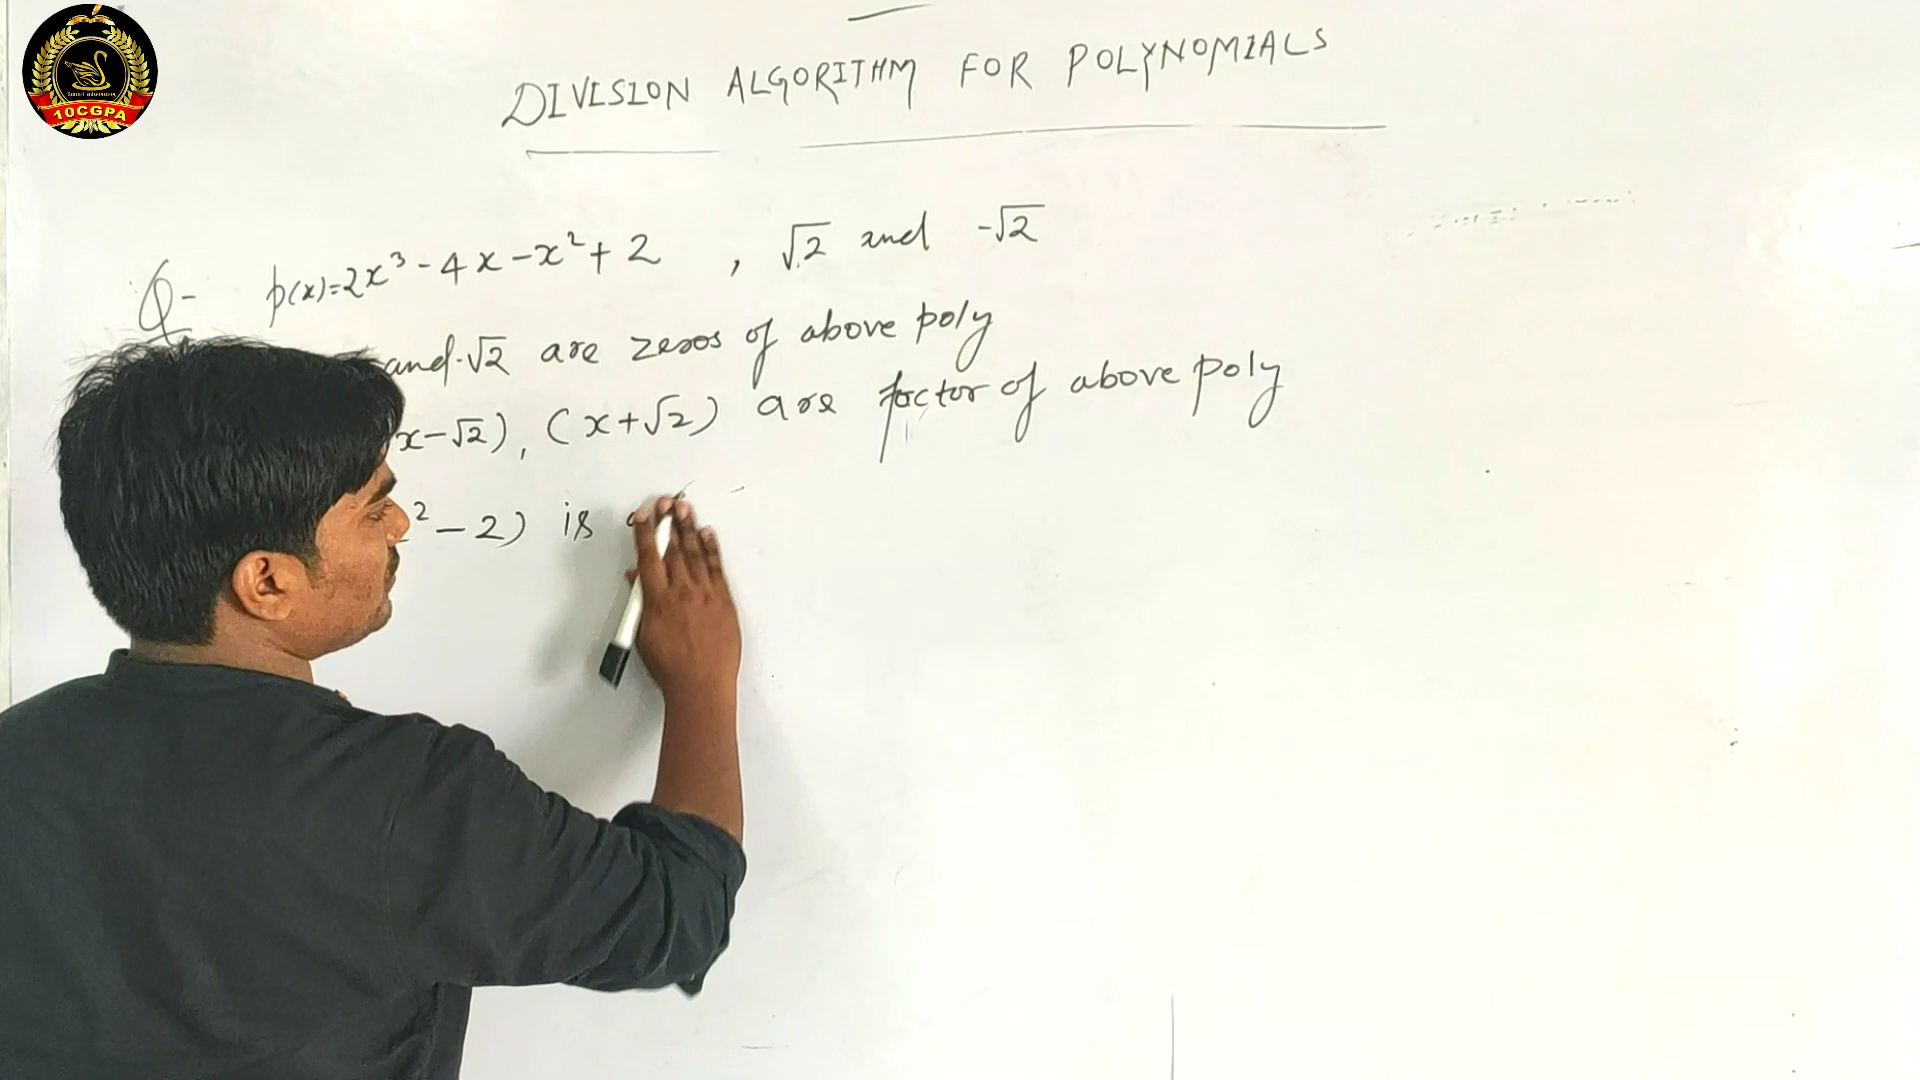 10CGPA
DIVISION ALGORITHM FOR POLYNOMIALS
Q- p(x)=2x³-4x-x²+2 , √2 and -√2
and -√2 are zeros of above poly
x-√2), (x+√2) are factor of above poly
²-2) is